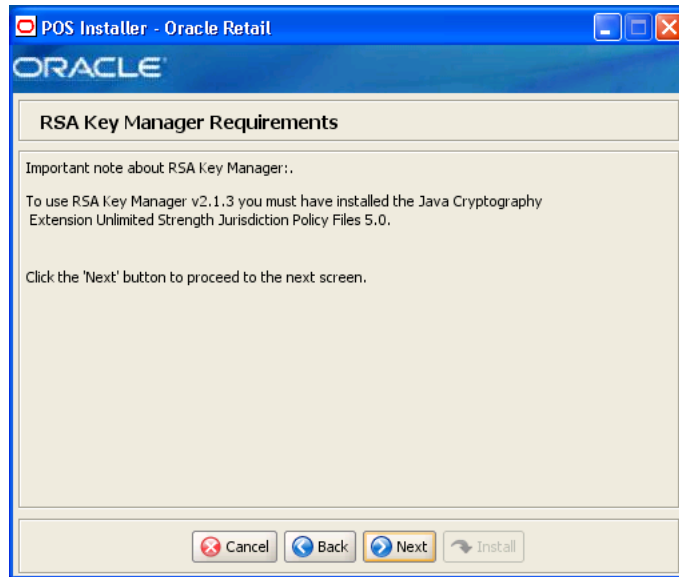 POS Installer - Oracle Retail
ORACLE
RSA Key Manager Requirements
Important note about RSA Key Manager:.
To use RSA Key Manager v2.1.3 you must have installed the Java Cryptography
Extension Unlimited Strength Jurisdiction Policy Files 5.0.
Click the 'Next' button to proceed to the next screen.
Cancel Back Next Install